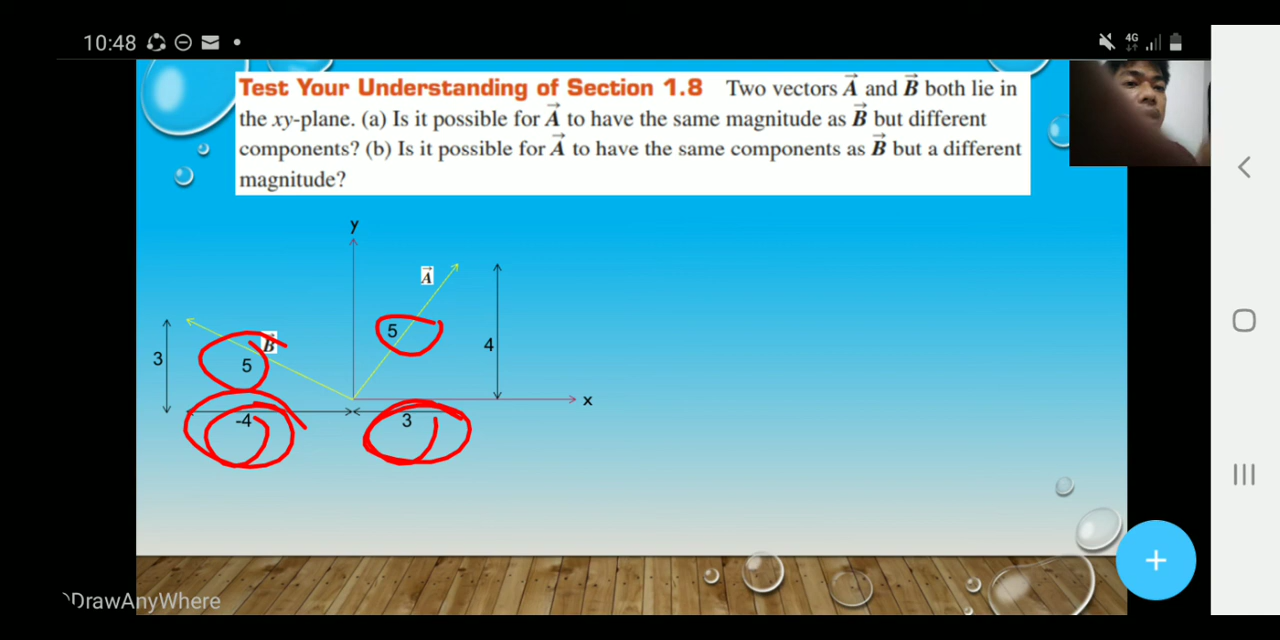 10:48
4G
Test Your Understanding of Section 1.8 Two vectors A⃗ and B⃗ both lie in
the xy-plane. (a) Is it possible for A⃗ to have the same magnitude as B⃗ but different
components? (b) Is it possible for A⃗ to have the same components as B⃗ but a different
magnitude?
y
A⃗
B⃗
5
5
3
4
x
-4
3
DrawAnyWhere